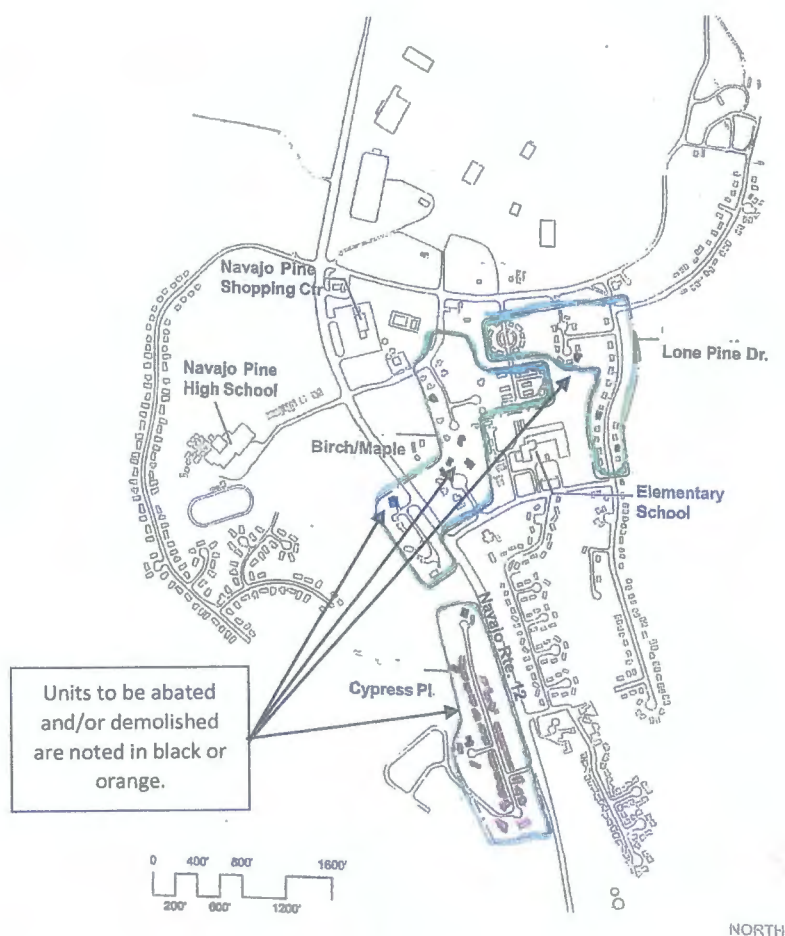 Navajo Pine
Shopping Ctr
Navajo Pine
High School
Lone Pine Dr.
Birch/Maple
Elementary
School
Navajo Rte. 12
Cypress Pl.
Units to be abated
and/or demolished
are noted in black or
orange.
0 400' 800' 1600'
200' 600' 1200'
NORTH